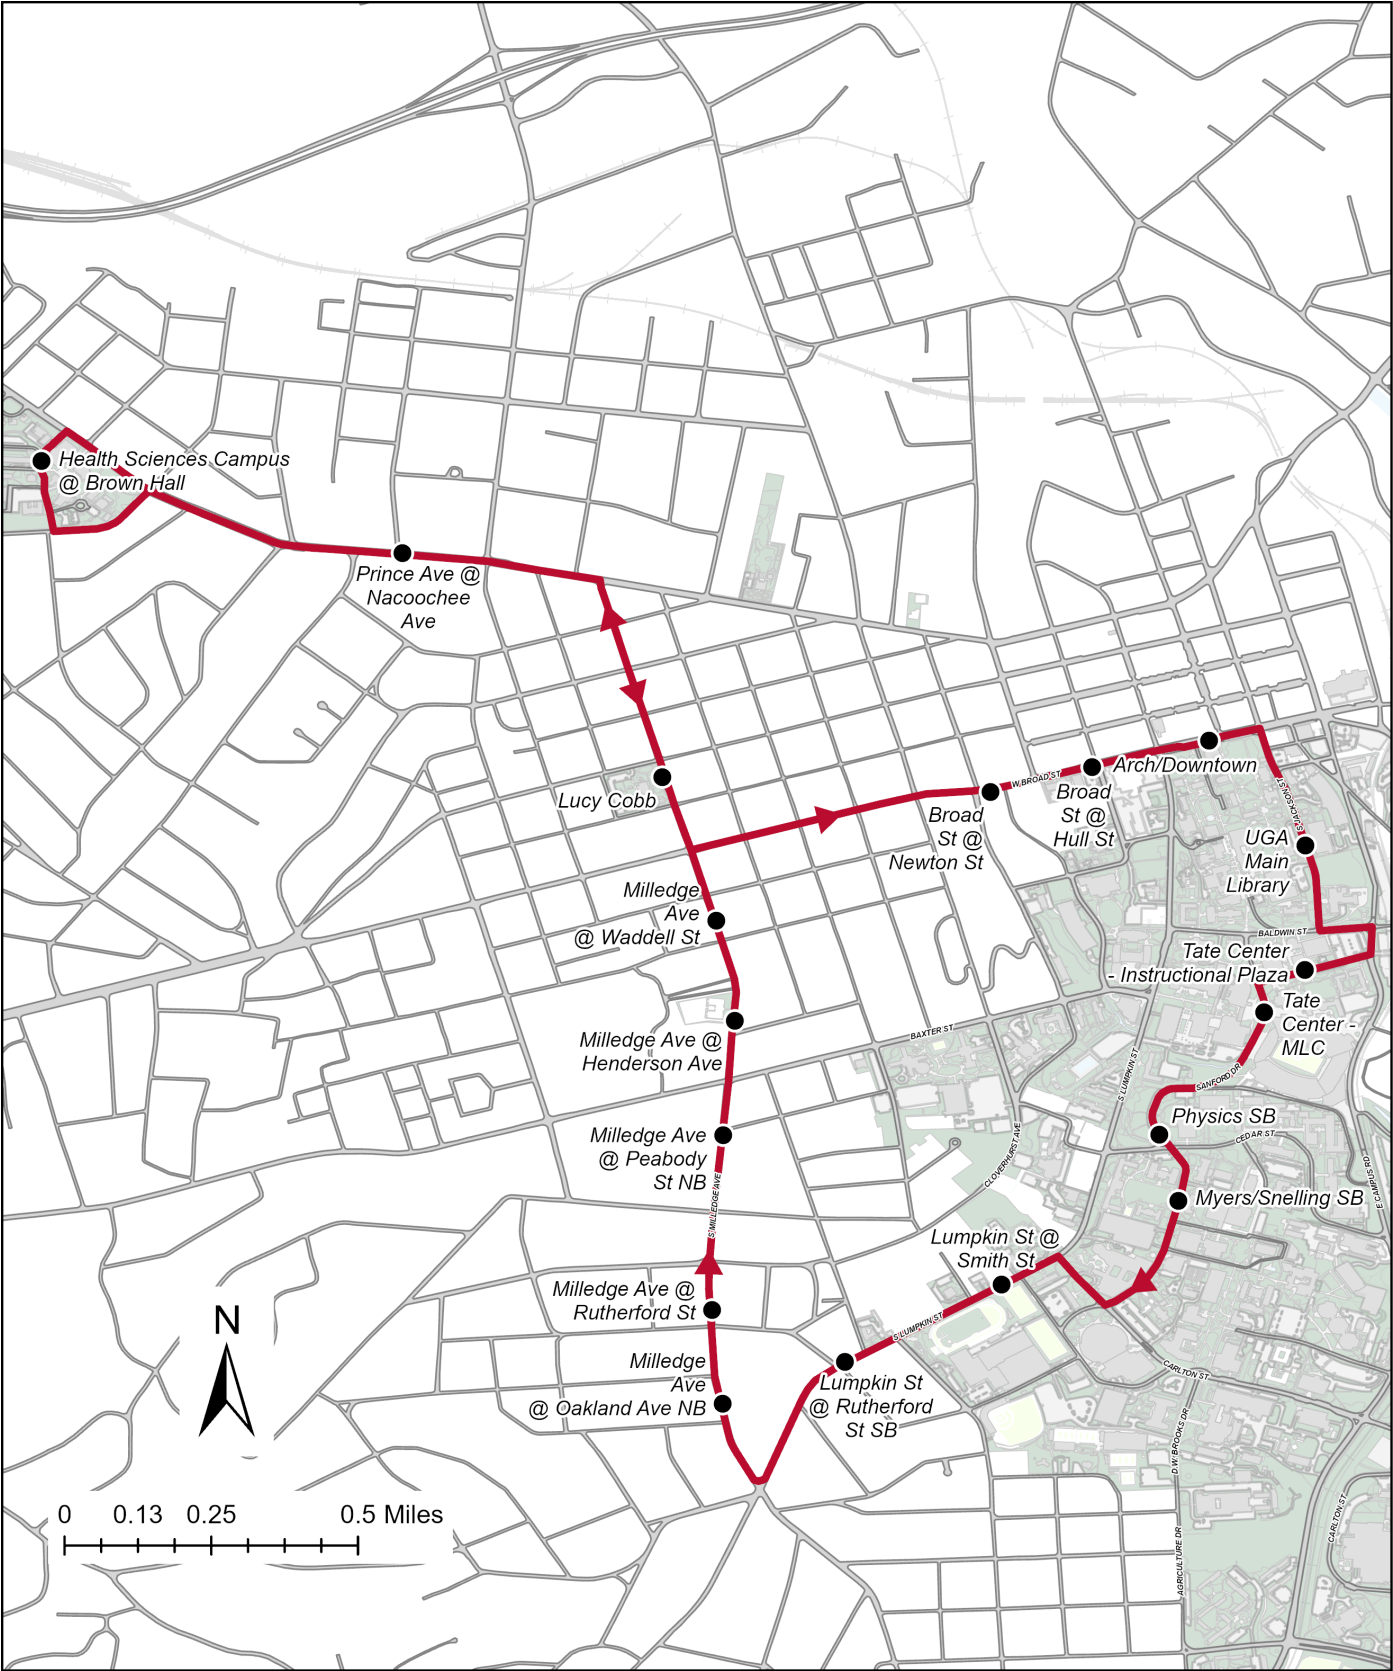 Health Sciences Campus
@ Brown Hall
Prince Ave @
Nacoochee
Ave
Lucy Cobb
W BROAD ST
Arch/Downtown
Broad
St @
Hull St
Broad
St @
Newton St
S JACKSON ST
UGA
Main
Library
Milledge
Ave
@ Waddell St
BALDWIN ST
Tate Center
- Instructional Plaza
Tate
Center -
MLC
Milledge Ave @
Henderson Ave
BAXTER ST
S LUMPKIN ST
SANFORD DR
Physics SB
CEDAR ST
Milledge Ave
@ Peabody
St NB
CLOVERHURST AVE
E CAMPUS RD
Myers/Snelling SB
S MILLEDGE AVE
Lumpkin St @
Smith St
Milledge Ave @
Rutherford St
S LUMPKIN ST
Milledge
Ave
@ Oakland Ave NB
Lumpkin St
@ Rutherford
St SB
CARLTON ST
D.W. BROOKS DR
CARLTON ST
AGRICULTURE DR
N
0 0.13 0.25 0.5 Miles